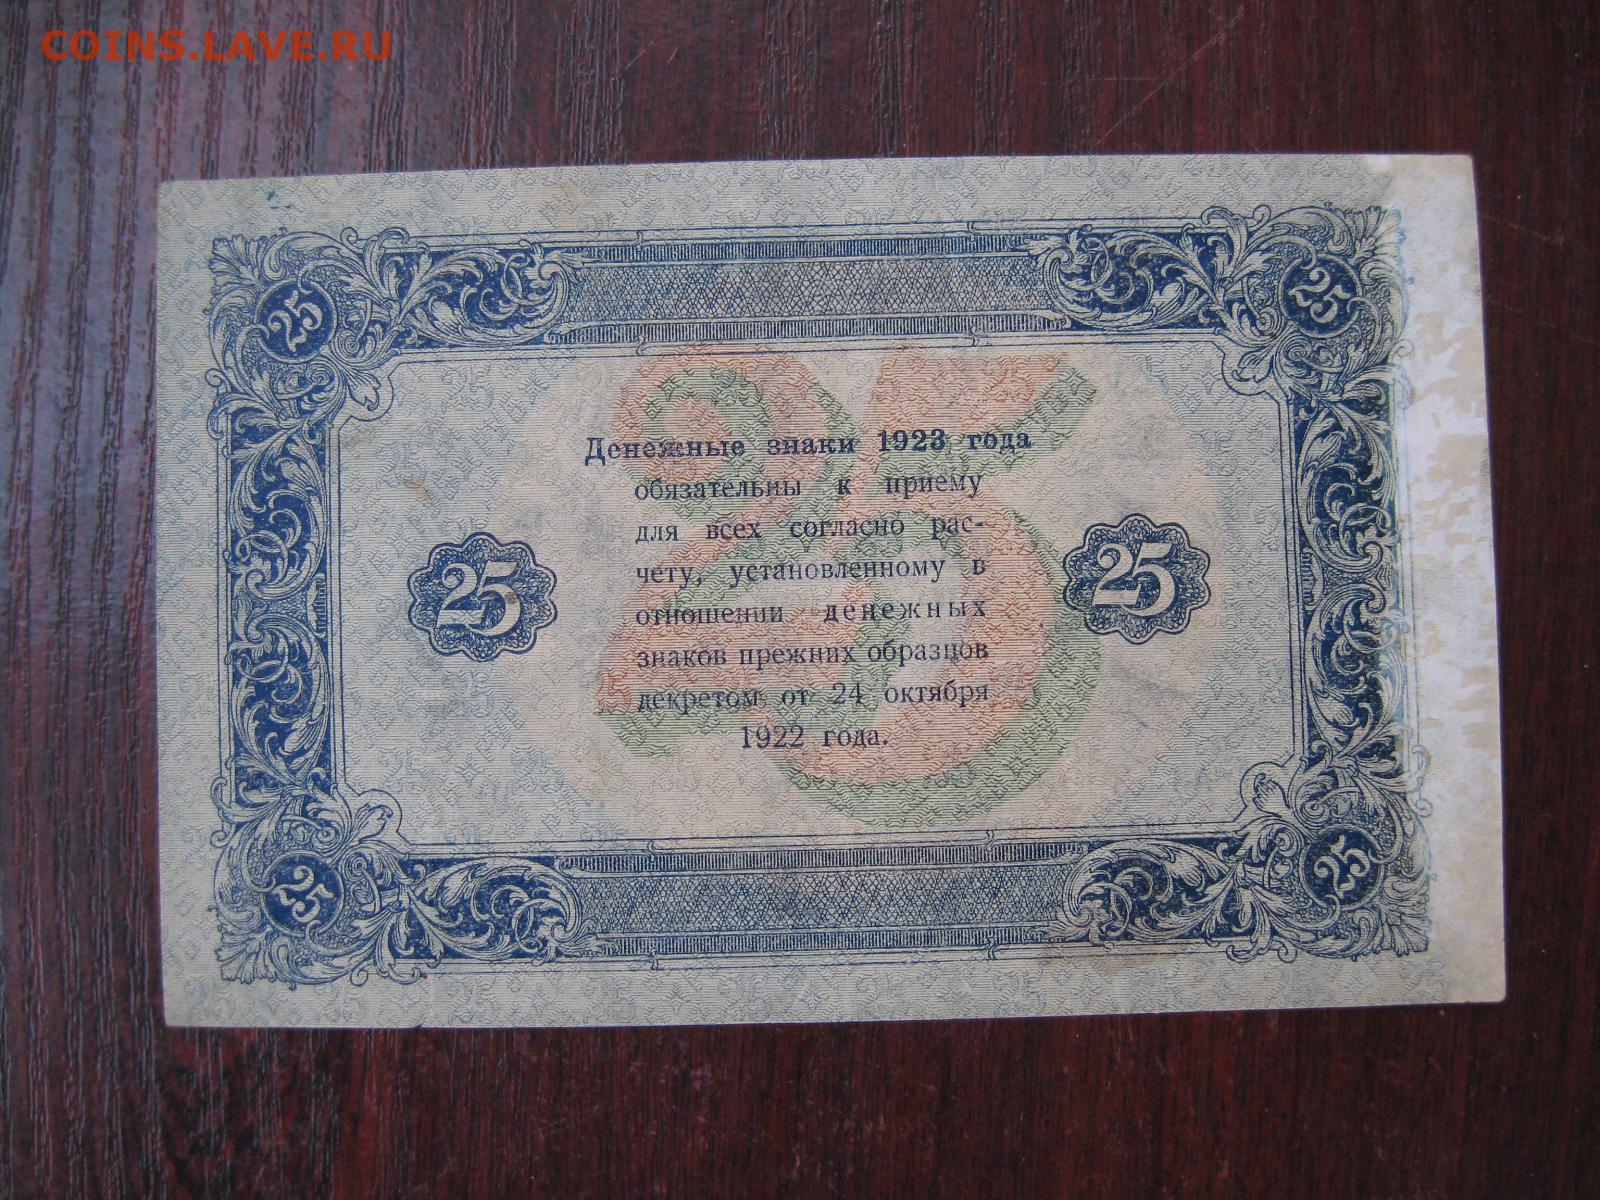 COINS.LAVE.RU
25
25
Денежные знаки 1923 года
обязательны к приему
для всех согласно рас-
чету, установленному в
отношении денежных
знаков прежних образцов
декретом от 24 октября
1922 года.
25
25
25
25
25